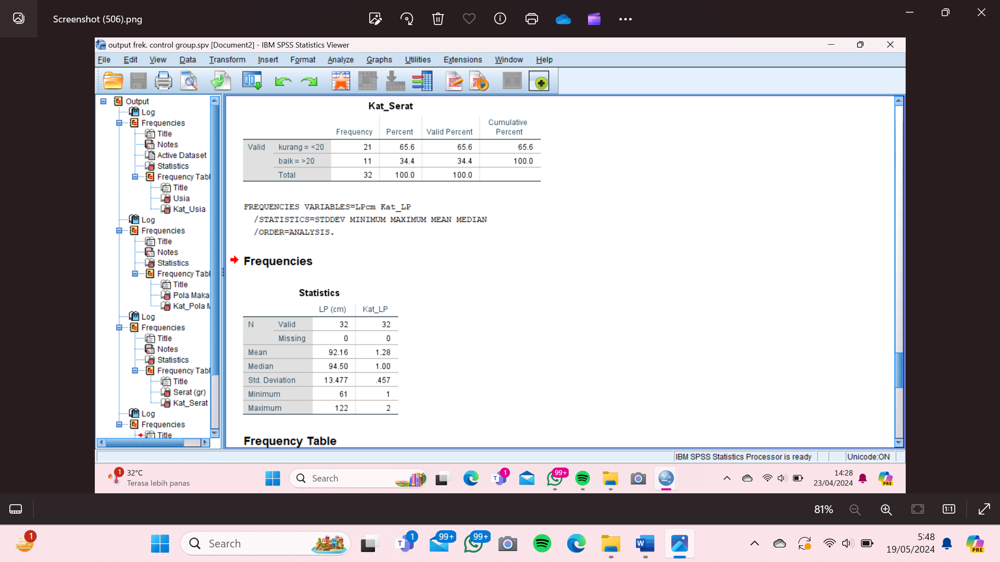 Screenshot (506).png
output frek. control group.spv [Document2] - IBM SPSS Statistics Viewer
File Edit View Data Transform Insert Format Analyze Graphs Utilities Extensions Window Help
Output
Log
Frequencies
Title
Notes
Active Dataset
Statistics
Frequency Tabl
Title
Usia
Kat_Usia
Log
Frequencies
Title
Notes
Statistics
Frequency Tabl
Title
Pola Maka
Kat_Pola M
Log
Frequencies
Title
Notes
Statistics
Frequency Tabl
Title
Serat (gr)
Kat_Serat
Log
Frequencies
Title
Kat_Serat
Frequency Percent Valid Percent Cumulative Percent
Valid kurang = <20 21 65.6 65.6 65.6
baik = >20 11 34.4 34.4 100.0
Total 32 100.0 100.0
FREQUENCIES VARIABLES=LPcm Kat_LP
/STATISTICS=STDDEV MINIMUM MAXIMUM MEAN MEDIAN
/ORDER=ANALYSIS.
Frequencies
Statistics
LP (cm) Kat_LP
N Valid 32 32
Missing 0 0
Mean 92.16 1.28
Median 94.50 1.00
Std. Deviation 13.477 .457
Minimum 61 1
Maximum 122 2
Frequency Table
IBM SPSS Statistics Processor is ready Unicode:ON
1 32°C
Terasa lebih panas
Search
1
99+
14:28
23/04/2024
PRE
81%
1:1
1
Search
1
99+
99+
5:48
19/05/2024
PRE